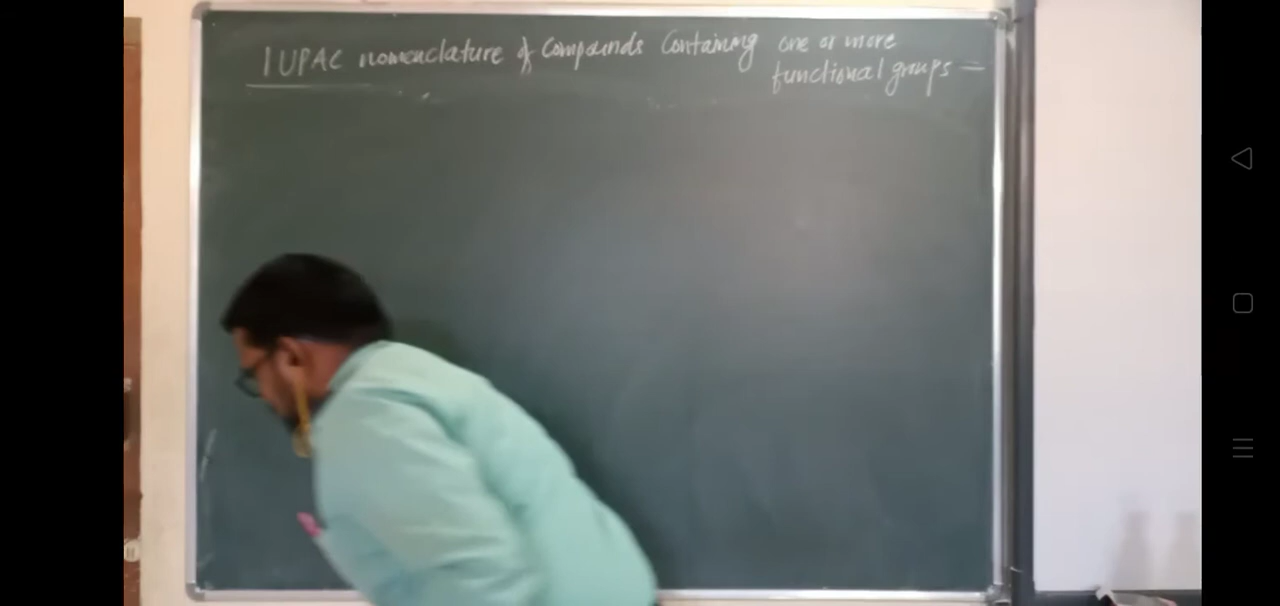 IUPAC nomenclature of Compounds Containing one or more
functional groups —